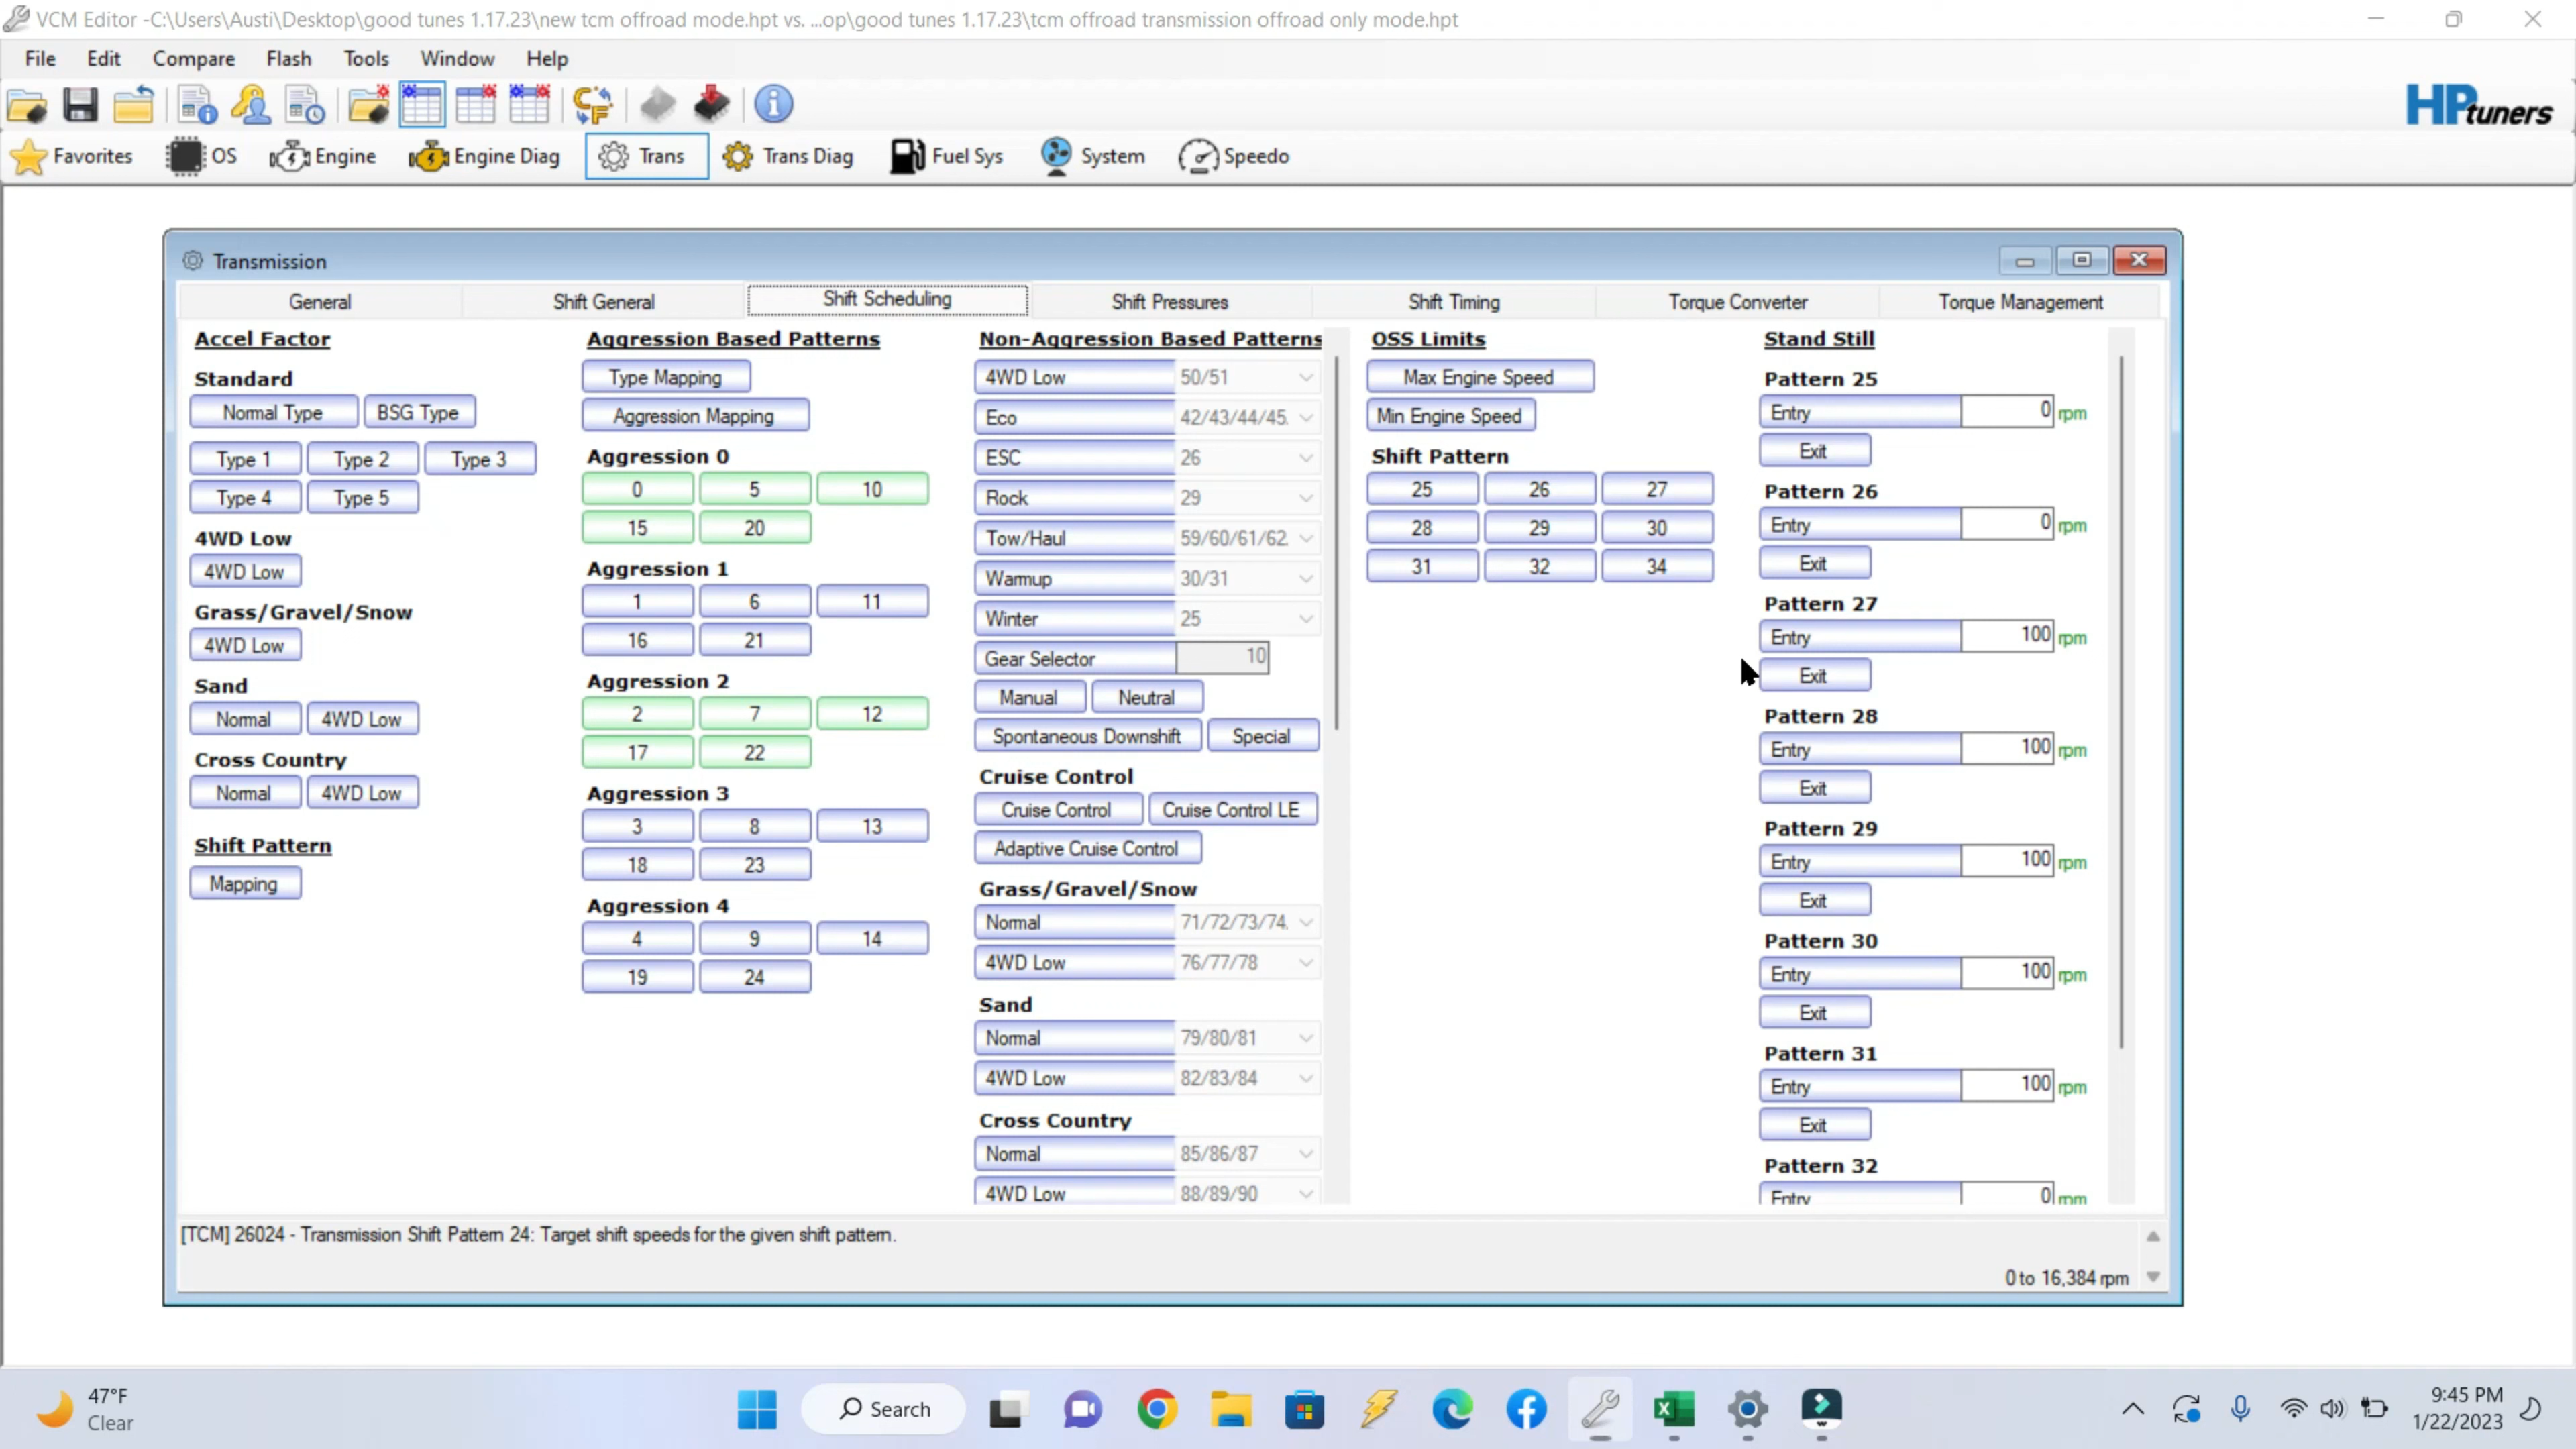 VCM Editor -C:\Users\Austi\Desktop\good tunes 1.17.23\new tcm offroad mode.hpt vs. ...op\good tunes 1.17.23\tcm offroad transmission offroad only mode.hpt
File Edit Compare Flash Tools Window Help
HPtuners
Favorites OS Engine Engine Diag Trans Trans Diag Fuel Sys System Speedo
Transmission
General Shift General Shift Scheduling Shift Pressures Shift Timing Torque Converter Torque Management
Accel Factor
Standard
Normal Type BSG Type
Type 1 Type 2 Type 3
Type 4 Type 5
4WD Low
4WD Low
Grass/Gravel/Snow
4WD Low
Sand
Normal 4WD Low
Cross Country
Normal 4WD Low
Shift Pattern
Mapping
Aggression Based Patterns
Type Mapping
Aggression Mapping
Aggression 0
0 5 10
15 20
Aggression 1
1 6 11
16 21
Aggression 2
2 7 12
17 22
Aggression 3
3 8 13
18 23
Aggression 4
4 9 14
19 24
Non-Aggression Based Patterns
4WD Low 50/51
Eco 42/43/44/45.
ESC 26
Rock 29
Tow/Haul 59/60/61/62.
Warmup 30/31
Winter 25
Gear Selector 10
Manual Neutral
Spontaneous Downshift Special
Cruise Control
Cruise Control Cruise Control LE
Adaptive Cruise Control
Grass/Gravel/Snow
Normal 71/72/73/74.
4WD Low 76/77/78
Sand
Normal 79/80/81
4WD Low 82/83/84
Cross Country
Normal 85/86/87
4WD Low 88/89/90
OSS Limits
Max Engine Speed
Min Engine Speed
Shift Pattern
25 26 27
28 29 30
31 32 34
Stand Still
Pattern 25
Entry 0 rpm
Exit
Pattern 26
Entry 0 rpm
Exit
Pattern 27
Entry 100 rpm
Exit
Pattern 28
Entry 100 rpm
Exit
Pattern 29
Entry 100 rpm
Exit
Pattern 30
Entry 100 rpm
Exit
Pattern 31
Entry 100 rpm
Exit
Pattern 32
Entry 0 rpm
[TCM] 26024 - Transmission Shift Pattern 24: Target shift speeds for the given shift pattern.
0 to 16,384 rpm
47°F
Clear
Search
9:45 PM
1/22/2023